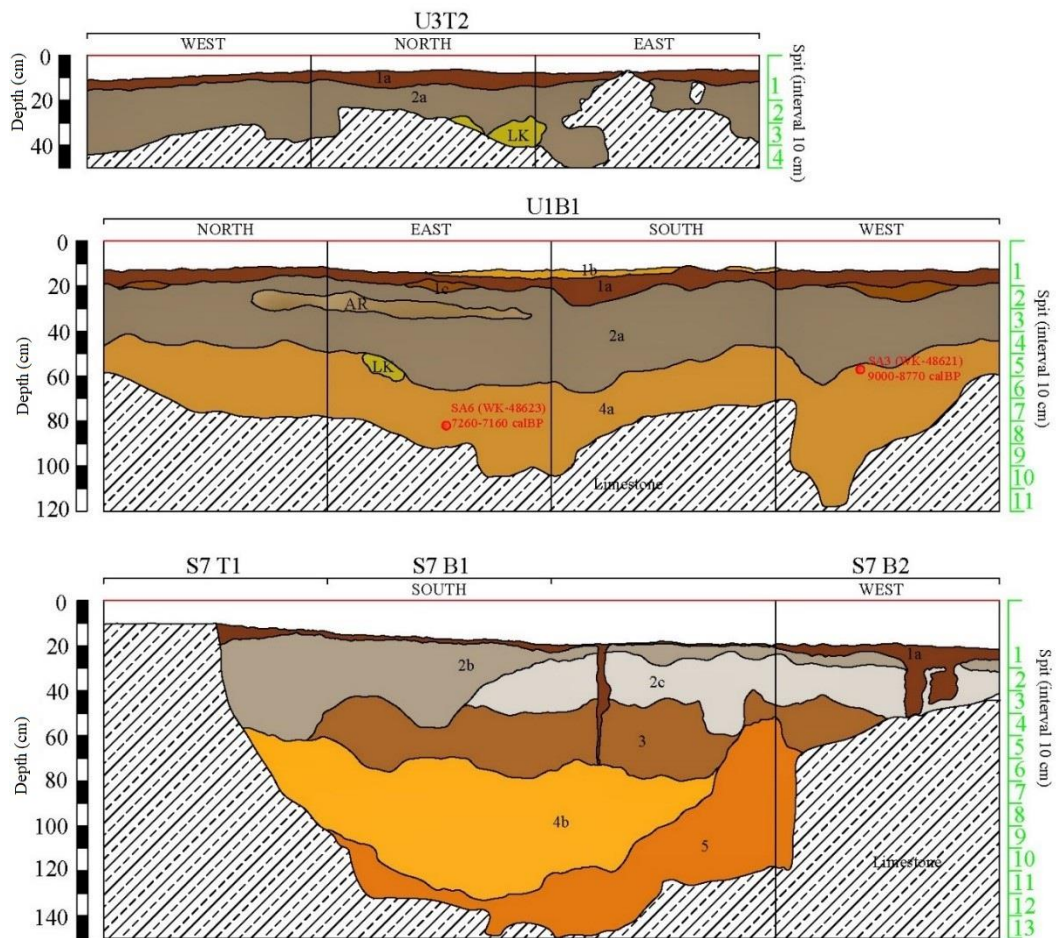 U3T2
WEST NORTH EAST
Depth (cm)
0
20
40
1a
2a
LK
1
2
3
4
Spit (interval 10 cm)
U1B1
NORTH EAST SOUTH WEST
Depth (cm)
0
20
40
60
80
100
120
1b
1c
1a
AR
2a
LK
SA3 (WK-48621)
9000-8770 calBP
SA6 (WK-48623)
7260-7160 calBP
4a
Limestone
1
2
3
4
5
6
7
8
9
10
11
Spit (interval 10 cm)
S7 T1 S7 B1 S7 B2
SOUTH WEST
Depth (cm)
0
20
40
60
80
100
120
140
1a
2b
2c
3
4b
5
Limestone
1
2
3
4
5
6
7
8
9
10
11
12
13
Spit (interval 10 cm)